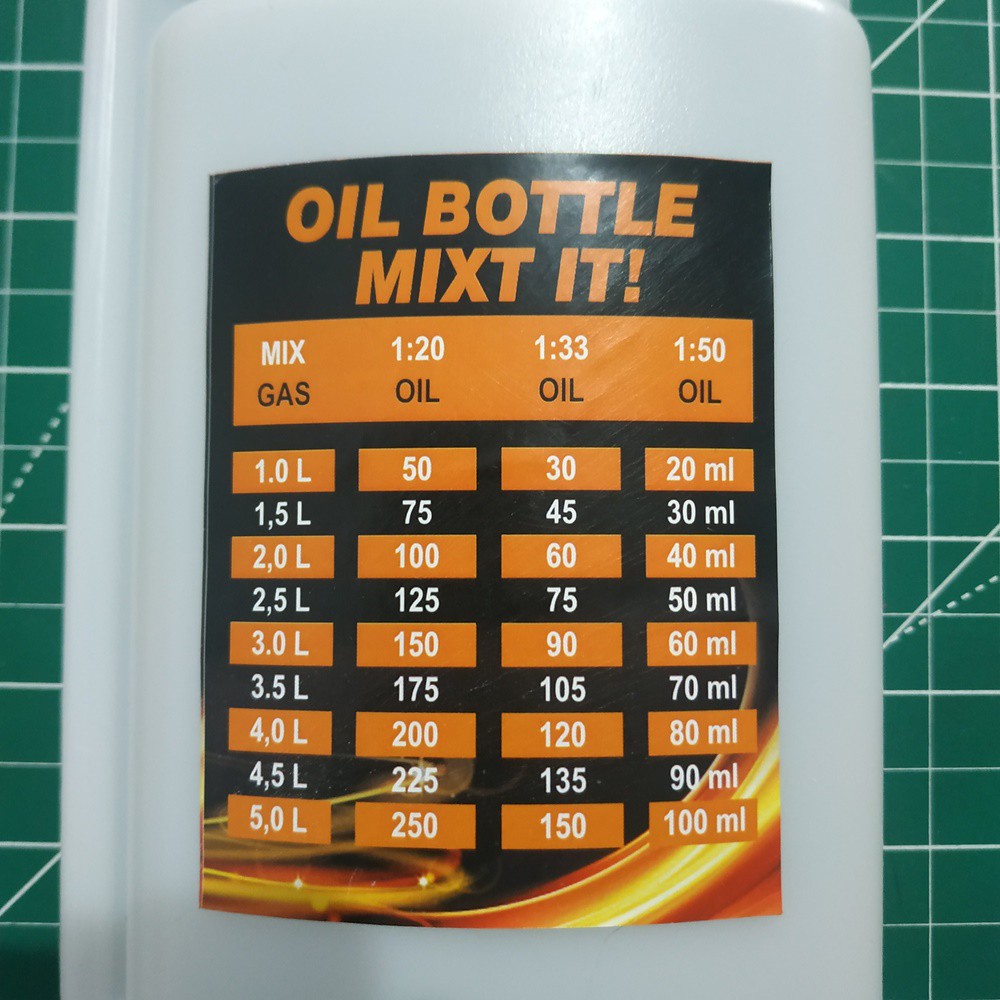 OIL BOTTLE
MIXT IT!
MIX 1:20 1:33 1:50
GAS OIL OIL OIL
1.0 L 50 30 20 ml
1,5 L 75 45 30 ml
2,0 L 100 60 40 ml
2,5 L 125 75 50 ml
3.0 L 150 90 60 ml
3.5 L 175 105 70 ml
4,0 L 200 120 80 ml
4,5 L 225 135 90 ml
5,0 L 250 150 100 ml